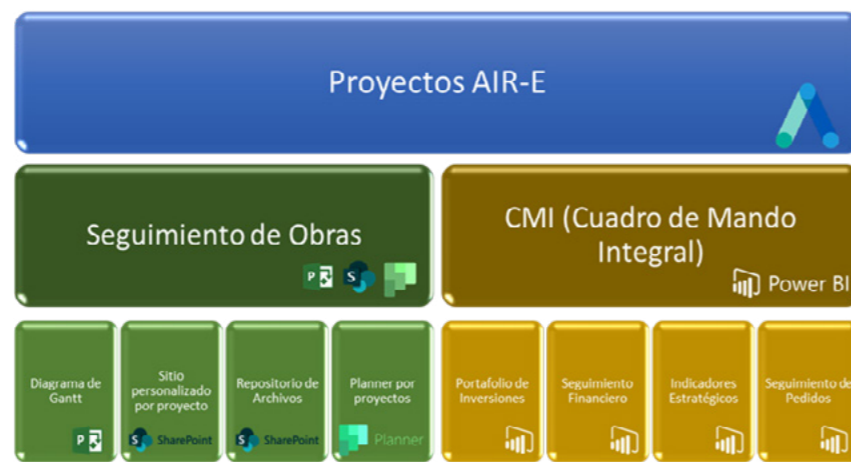 Proyectos AIR-E
Seguimiento de Obras
P
S
CMI (Cuadro de Mando
Integral)
Power BI
Diagrama de
Gantt
P
Sitio
personalizado
por proyecto
S SharePoint
Repositorio de
Archivos
S SharePoint
Planner por
proyectos
Planner
Portafolio de
Inversiones
Seguimiento
Financiero
Indicadores
Estratégicos
Seguimiento de
Pedidos